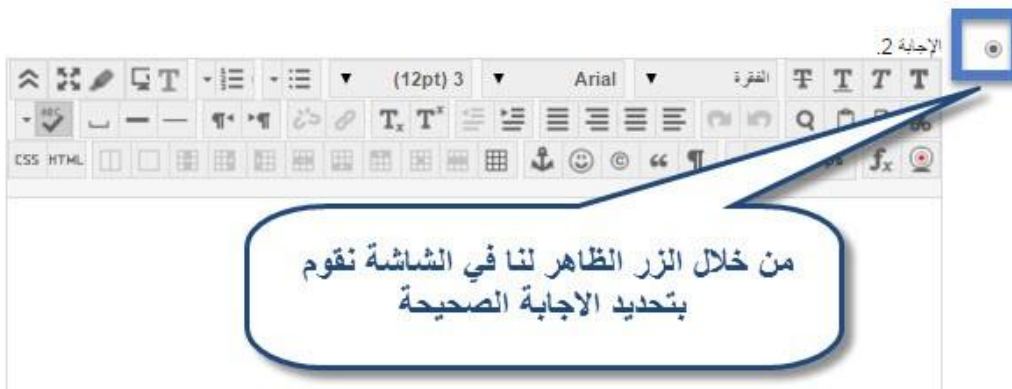 الإجابة 2.
الفقرة Arial 3 (12pt)
HTML CSS
من خلال الزر الظاهر لنا في الشاشة نقوم
بتحديد الاجابة الصحيحة